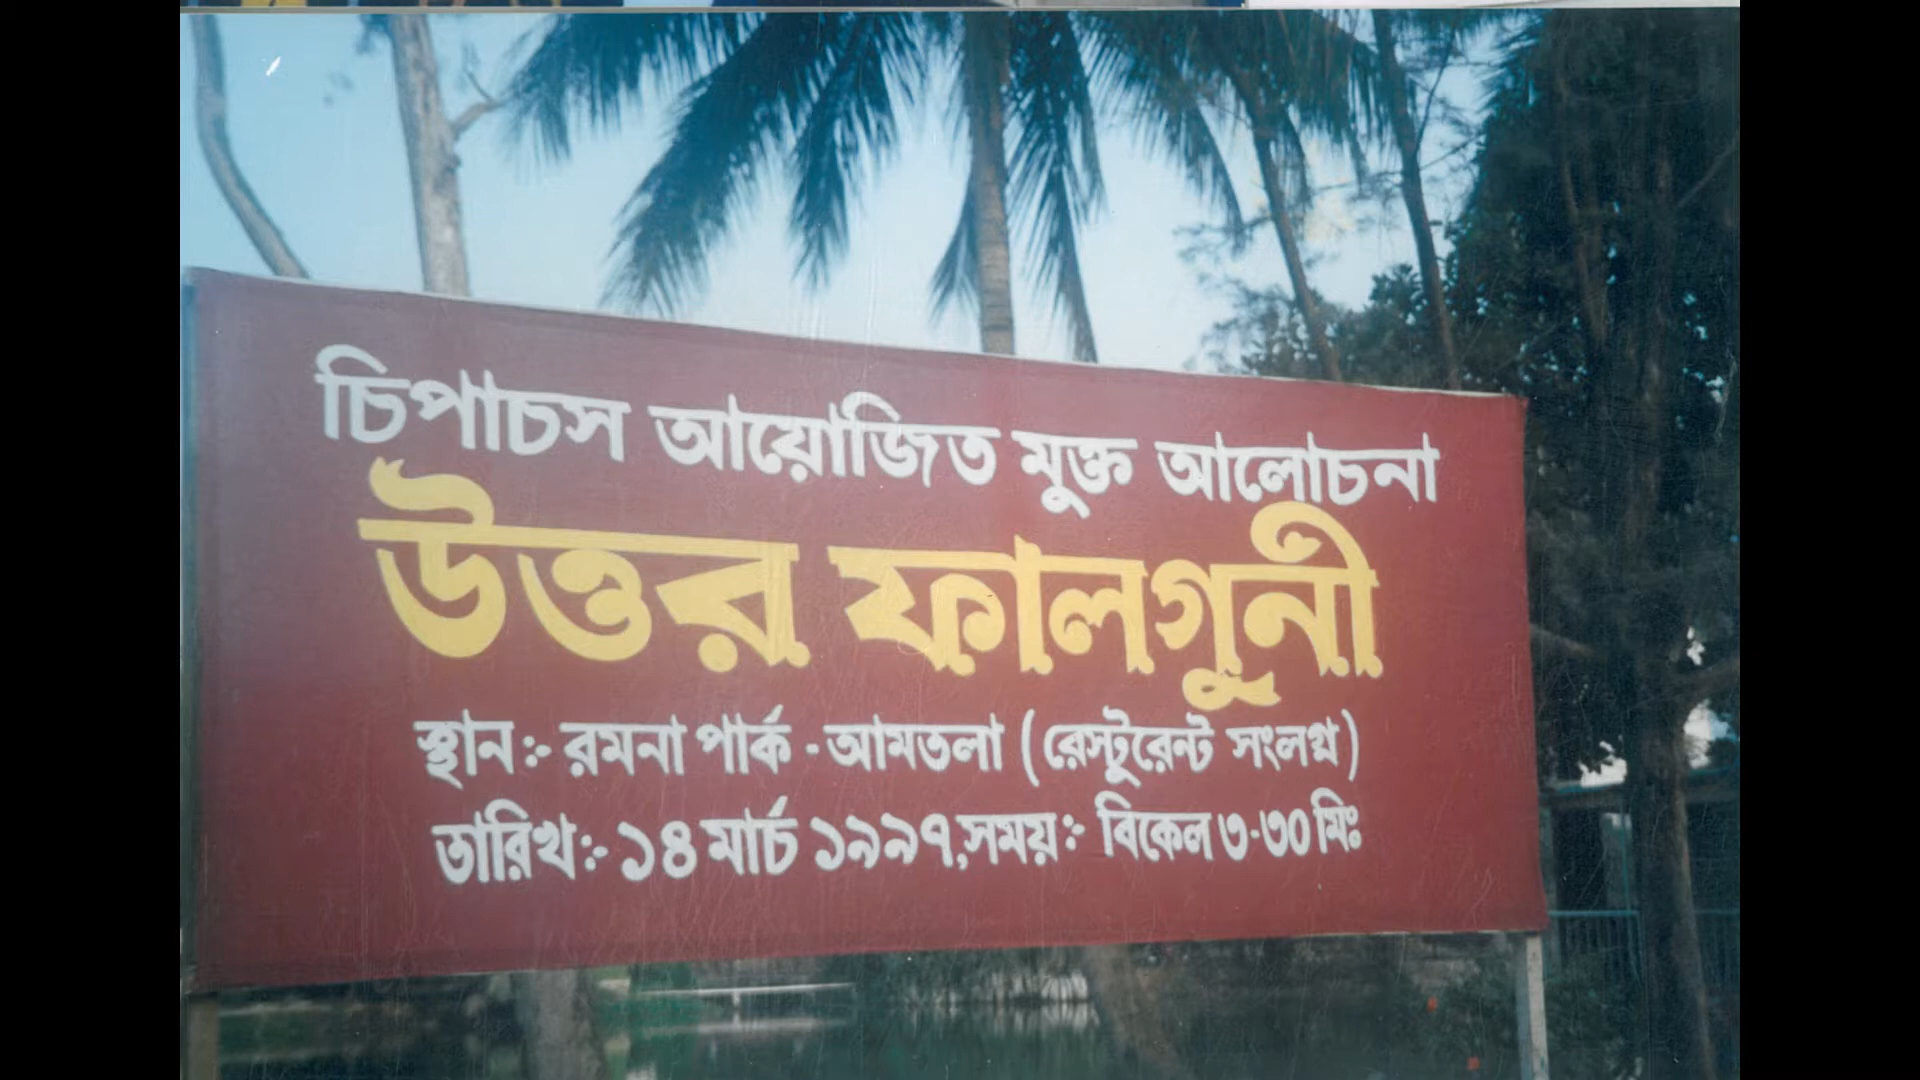 চিপাচস আয়োজিত মুক্ত আলোচনা
উত্তর ফালগুনী
স্থান:- রমনা পার্ক - আমতলা (রেস্টুরেন্ট সংলগ্ন)
তারিখ:- ১৪ মার্চ ১৯৯৭, সময়:- বিকেল ৩-৩০ মিঃ